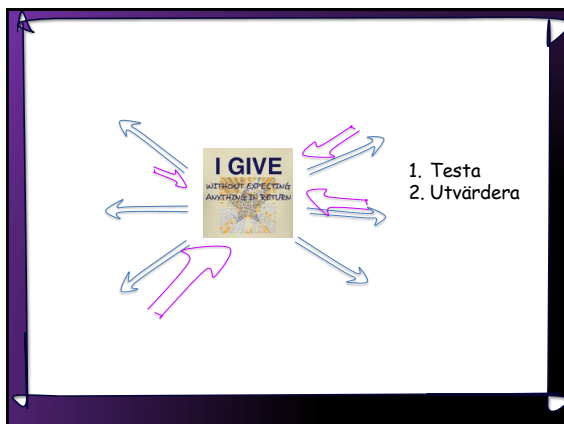 I GIVE
WITHOUT EXPECTING
ANYTHING IN RETURN
1. Testa
2. Utvärdera